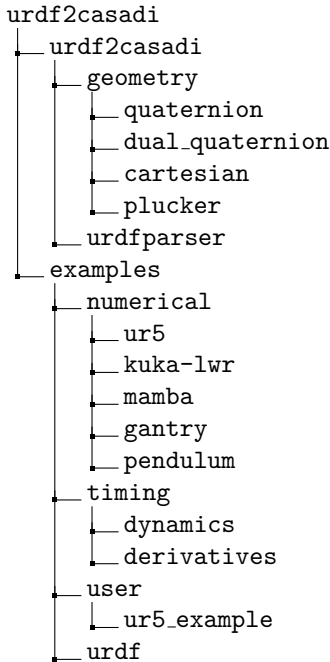 urdf2casadi
urdf2casadi
geometry
quaternion
dual_quaternion
cartesian
plucker
urdfparser
examples
numerical
ur5
kuka-lwr
mamba
gantry
pendulum
timing
dynamics
derivatives
user
ur5_example
urdf